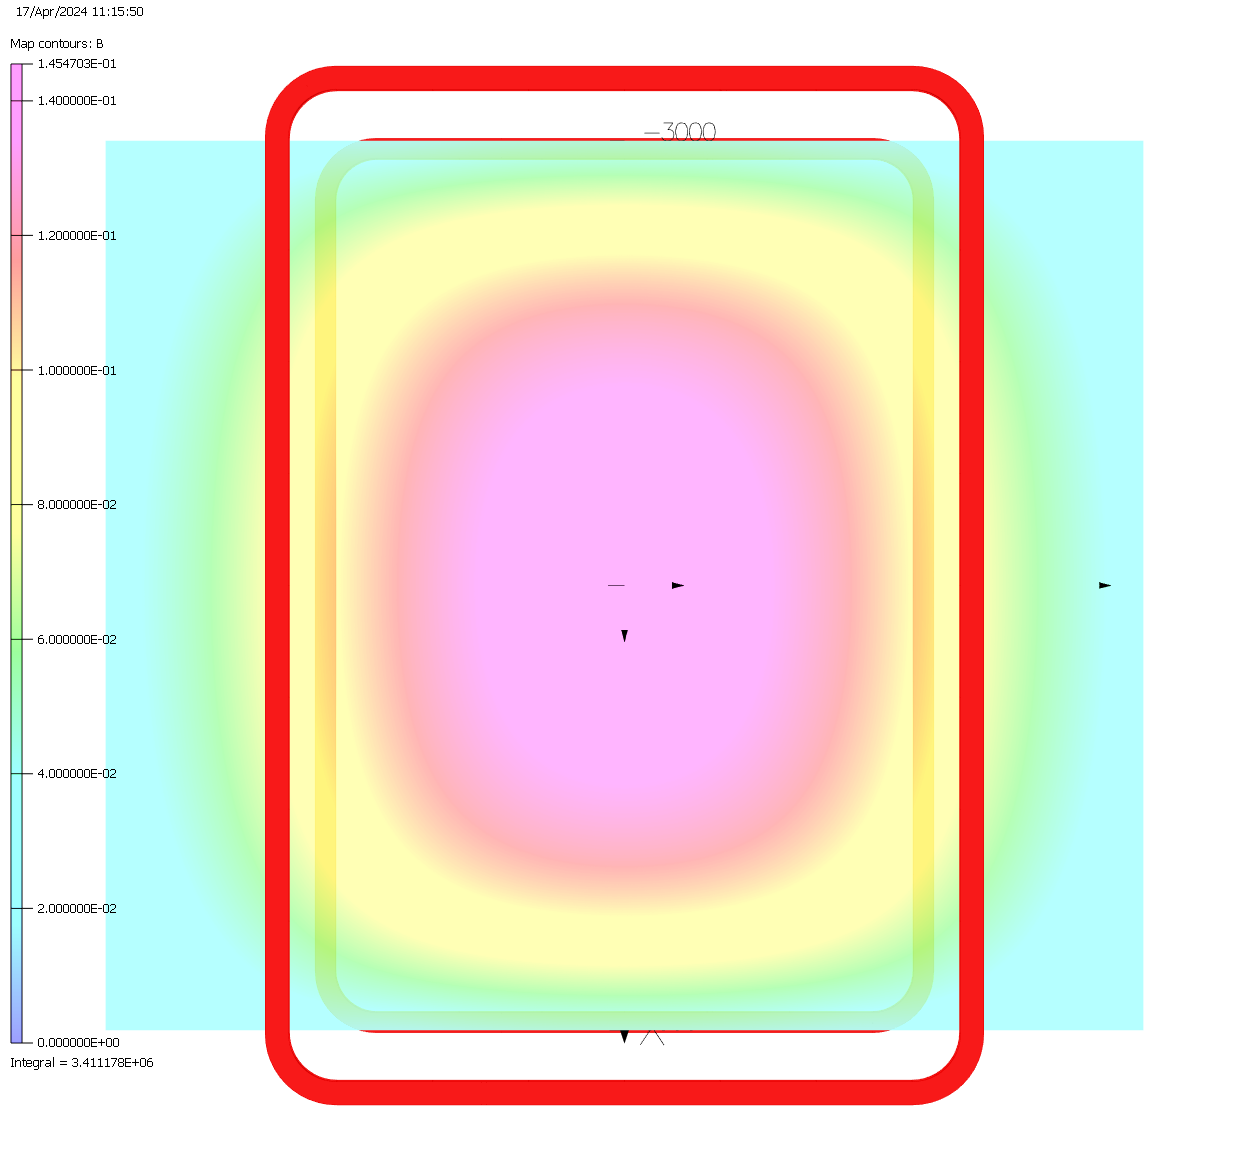 17/Apr/2024 11:15:50
Map contours: B
1.454703E-01
1.400000E-01
1.200000E-01
1.000000E-01
8.000000E-02
6.000000E-02
4.000000E-02
2.000000E-02
0.000000E+00
Integral = 3.411178E+06
-3000